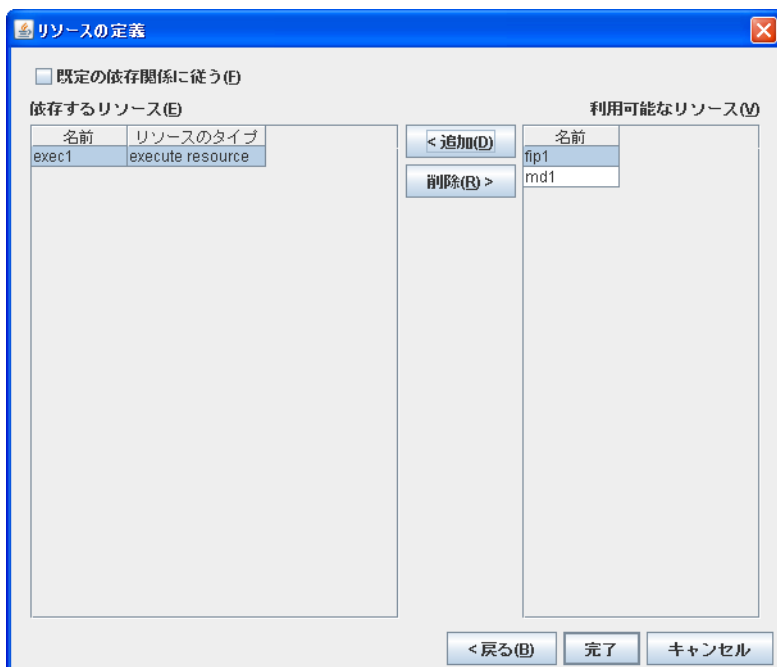 リソースの定義
既定の依存関係に従う(F)
依存するリソース(E)
利用可能なリソース(V)
名前 リソースのタイプ
exec1 execute resource
< 追加(D)
削除(R) >
名前
fip1
md1
< 戻る(B) 完了 キャンセル